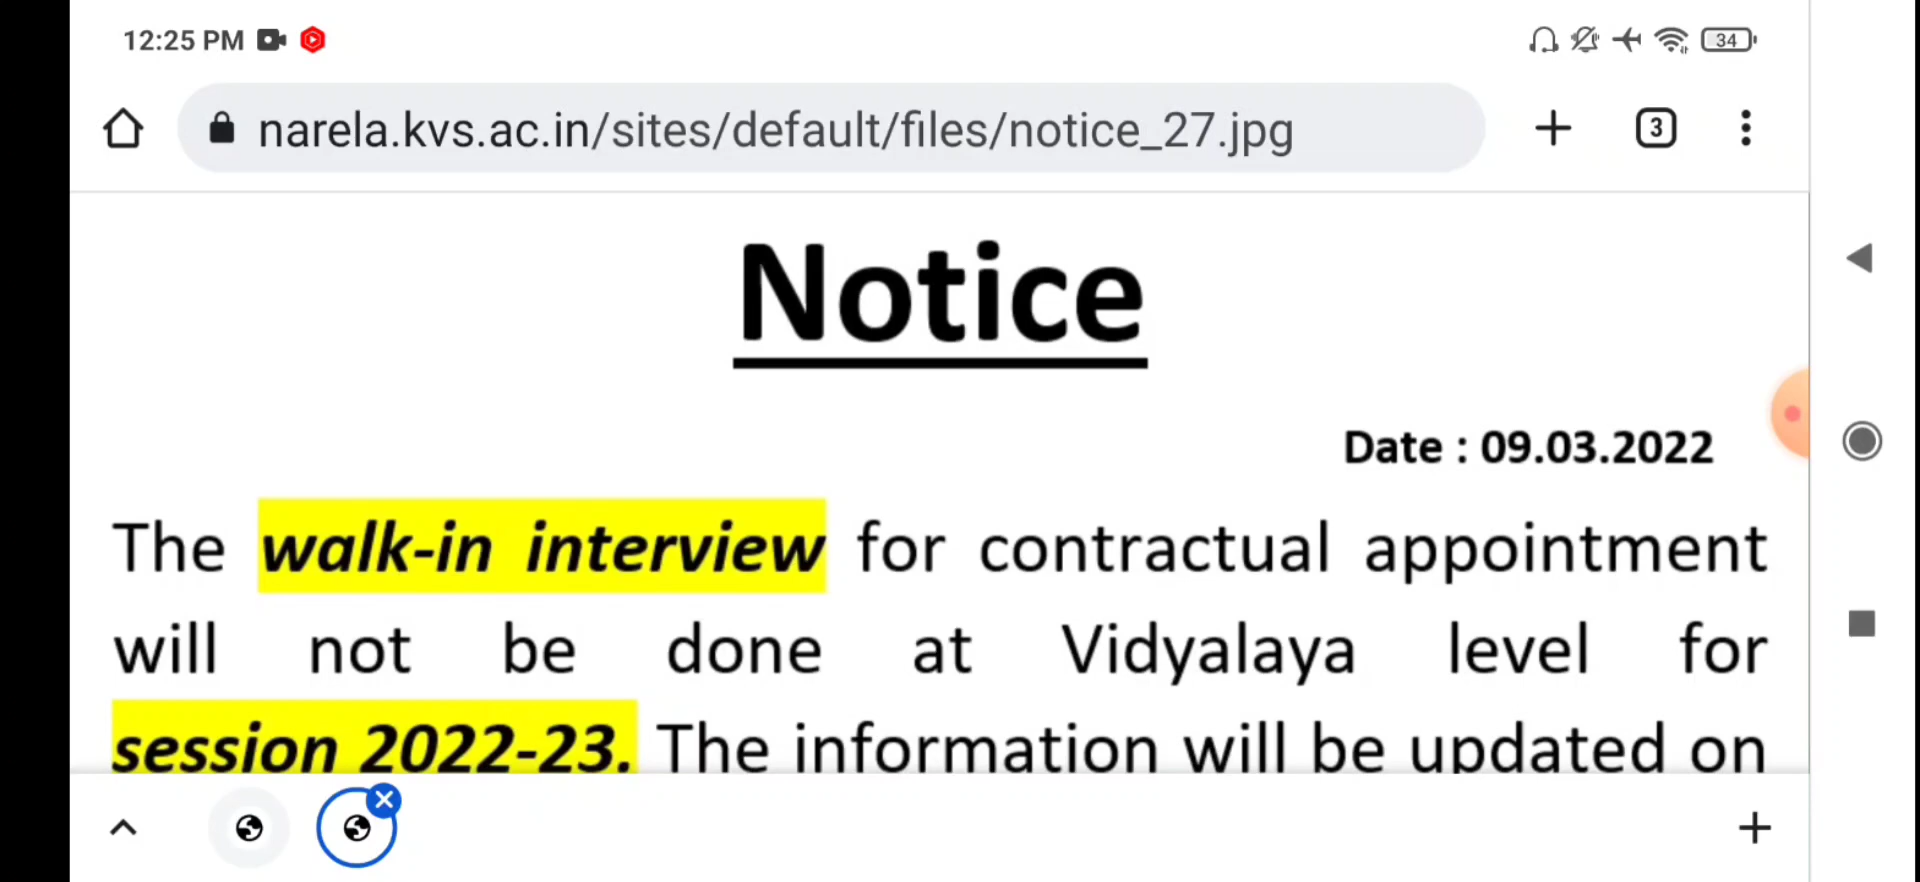 12:25 PM
34
narela.kvs.ac.in/sites/default/files/notice_27.jpg
3
Notice
Date : 09.03.2022
The walk-in interview for contractual appointment
will not be done at Vidyalaya level for
session 2022-23. The information will be updated on